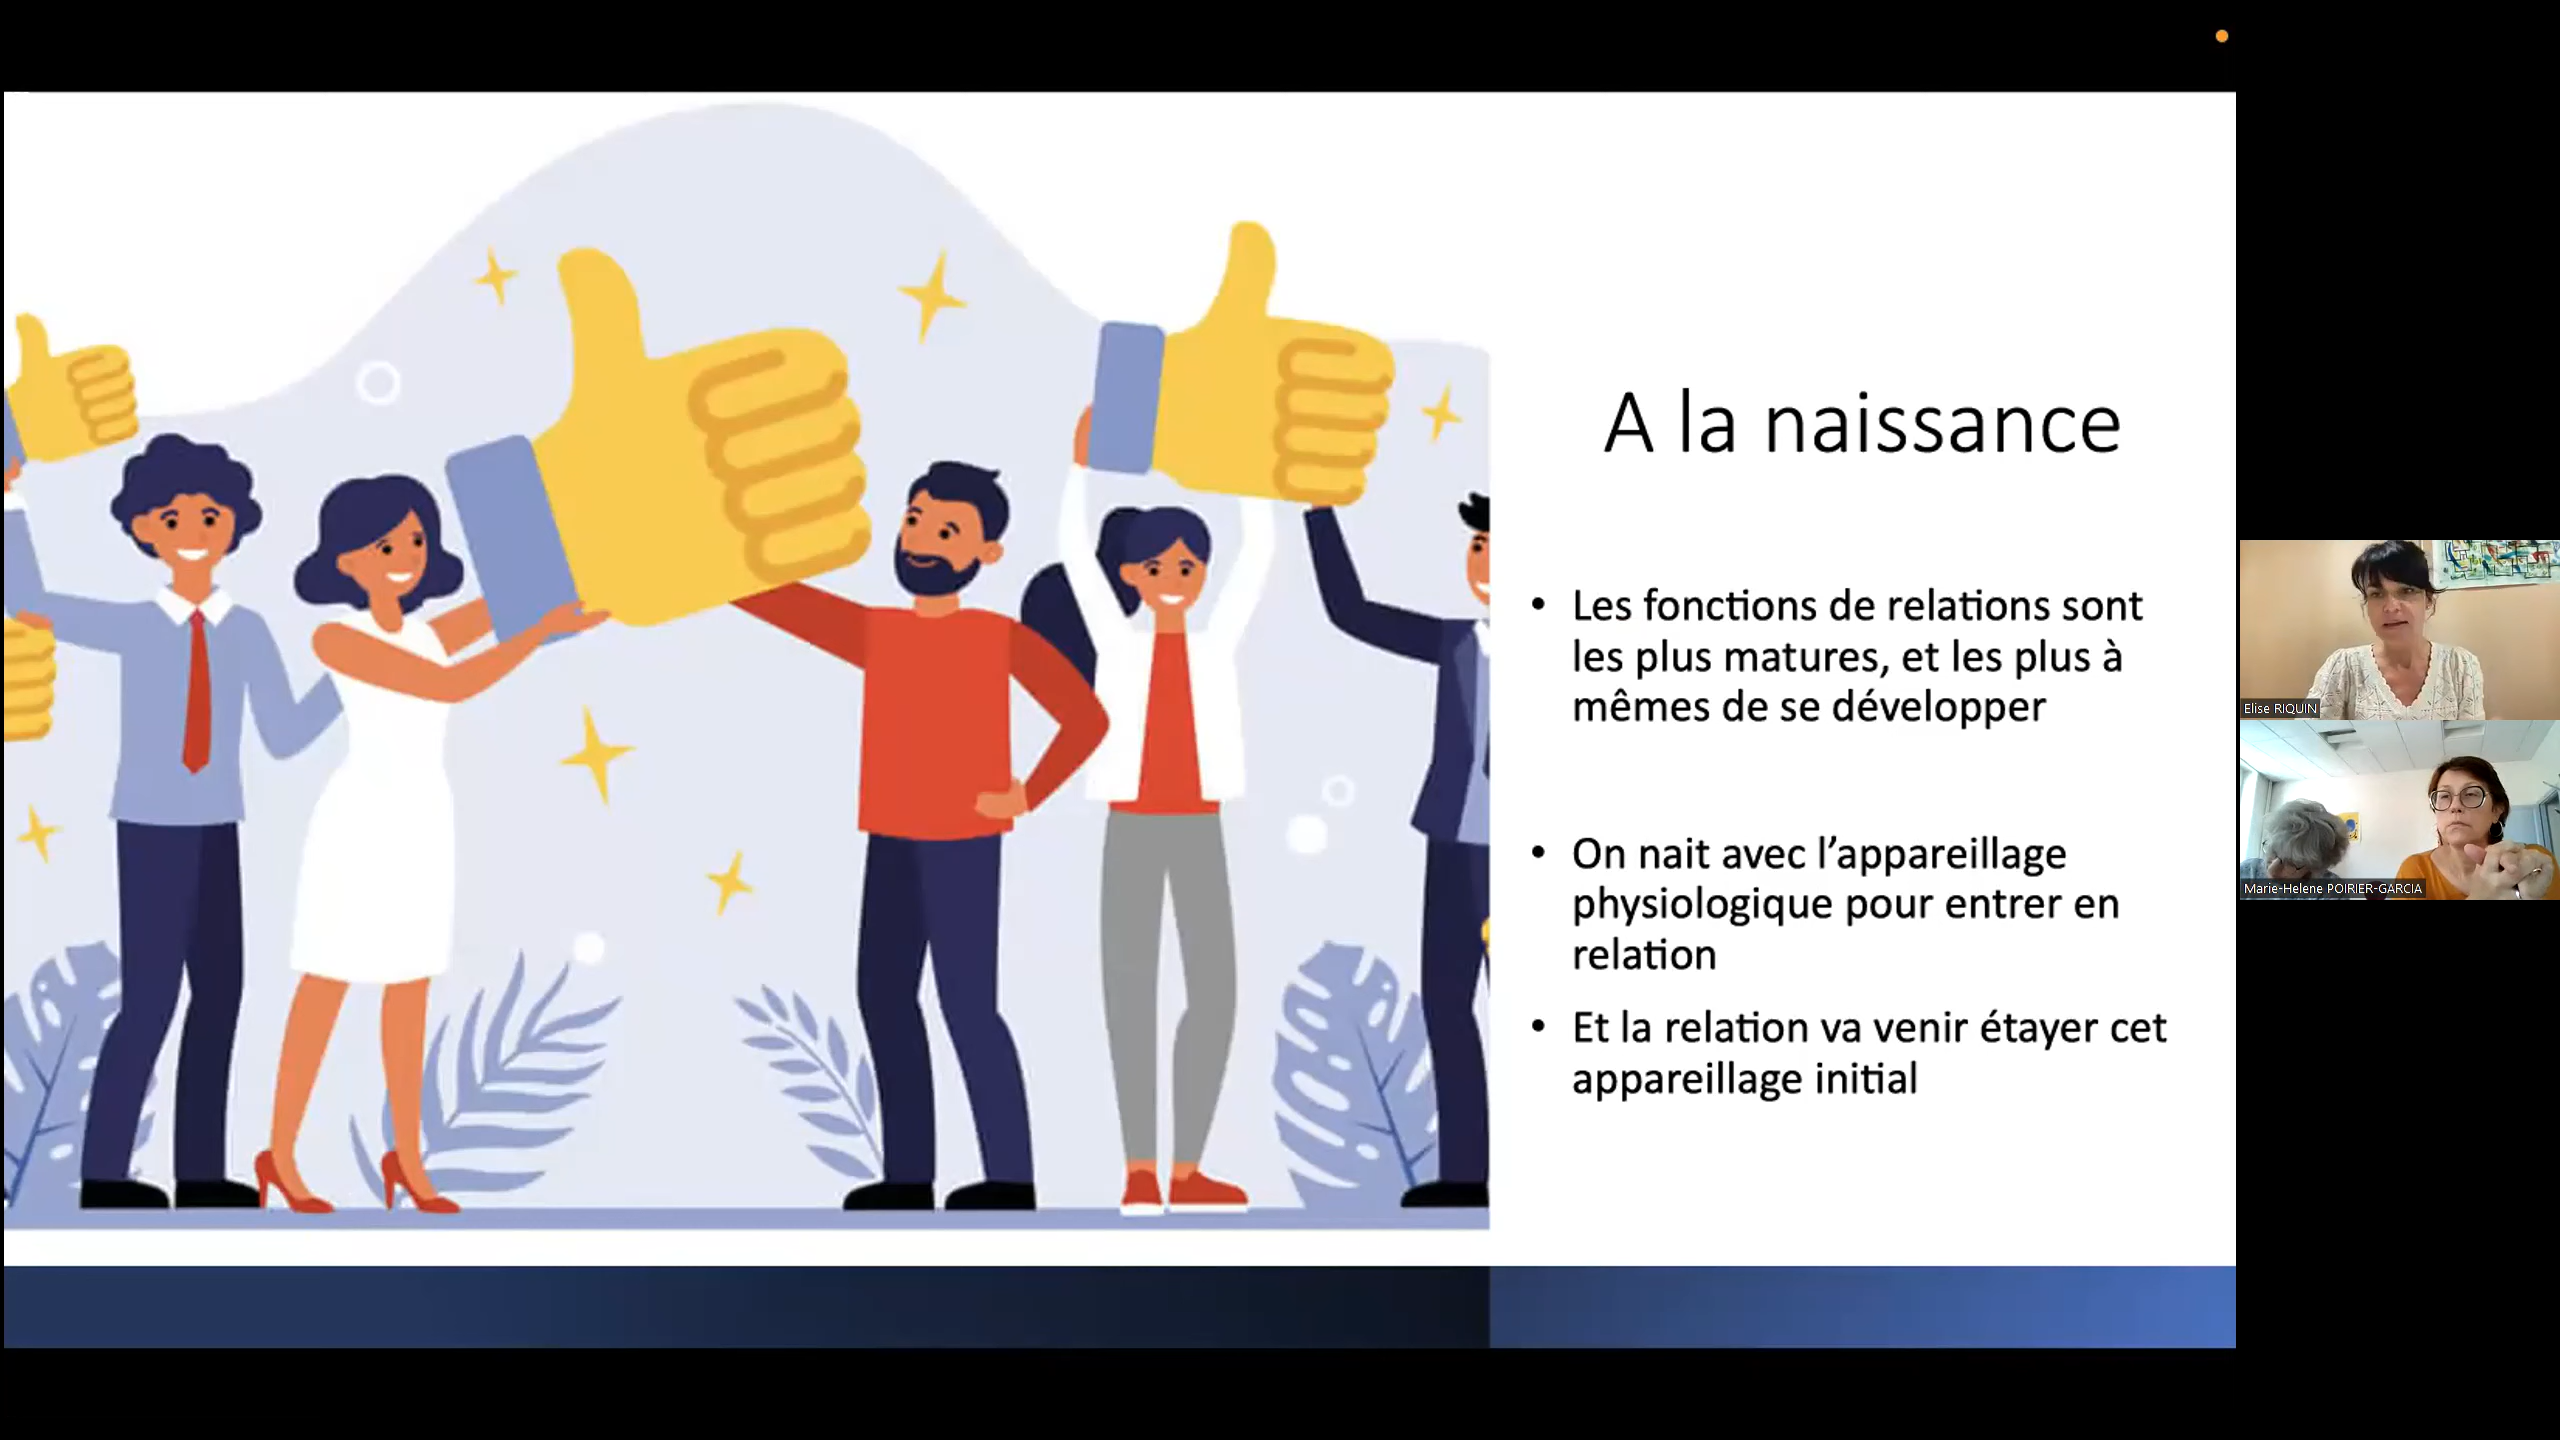 A la naissance
• Les fonctions de relations sont
les plus matures, et les plus à
mêmes de se développer
• On nait avec l’appareillage
physiologique pour entrer en
relation
• Et la relation va venir étayer cet
appareillage initial
Elise RIQUIN
Marie-Helene POIRIER-GARCIA